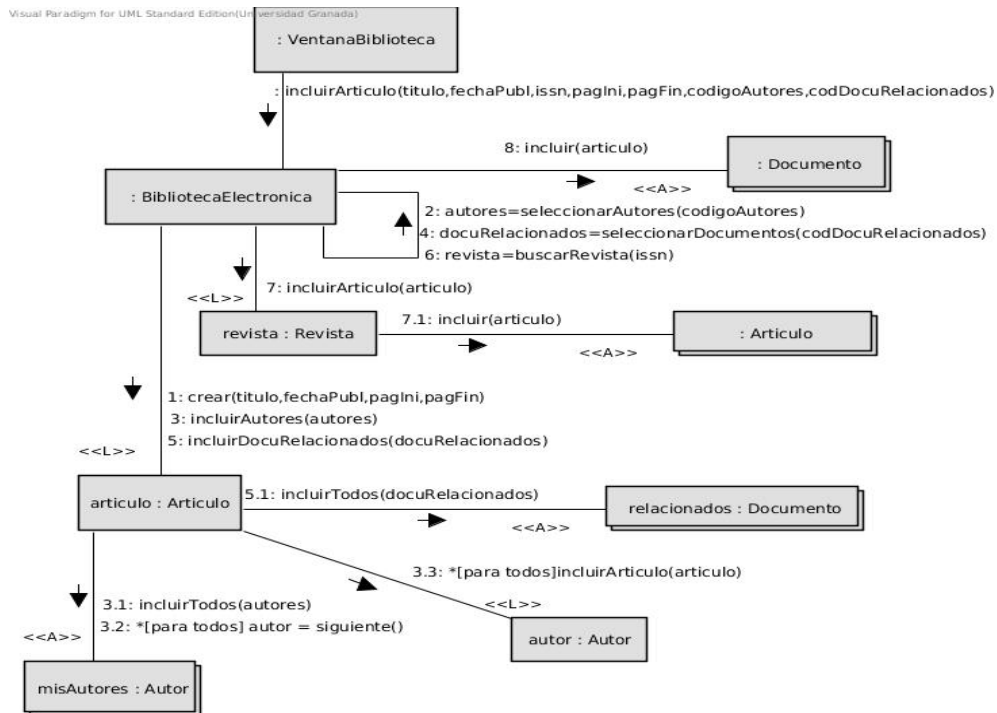 Visual Paradigm for UML Standard Edition(Universidad Granada)
: VentanaBiblioteca
: incluirArticulo(titulo,fechaPubl,issn,pagIni,pagFin,codigoAutores,codDocuRelacionados)
8: incluir(articulo)
: Documento
<<A>>
: BibliotecaElectronica
2: autores=seleccionarAutores(codigoAutores)
4: docuRelacionados=seleccionarDocumentos(codDocuRelacionados)
6: revista=buscarRevista(issn)
7: incluirArticulo(articulo)
<<L>>
revista : Revista
7.1: incluir(articulo)
: Articulo
<<A>>
1: crear(titulo,fechaPubl,pagIni,pagFin)
3: incluirAutores(autores)
5: incluirDocuRelacionados(docuRelacionados)
<<L>>
articulo : Articulo
5.1: incluirTodos(docuRelacionados)
relacionados : Documento
<<A>>
3.3: *[para todos]incluirArticulo(articulo)
<<L>>
autor : Autor
3.1: incluirTodos(autores)
3.2: *[para todos] autor = siguiente()
<<A>>
misAutores : Autor